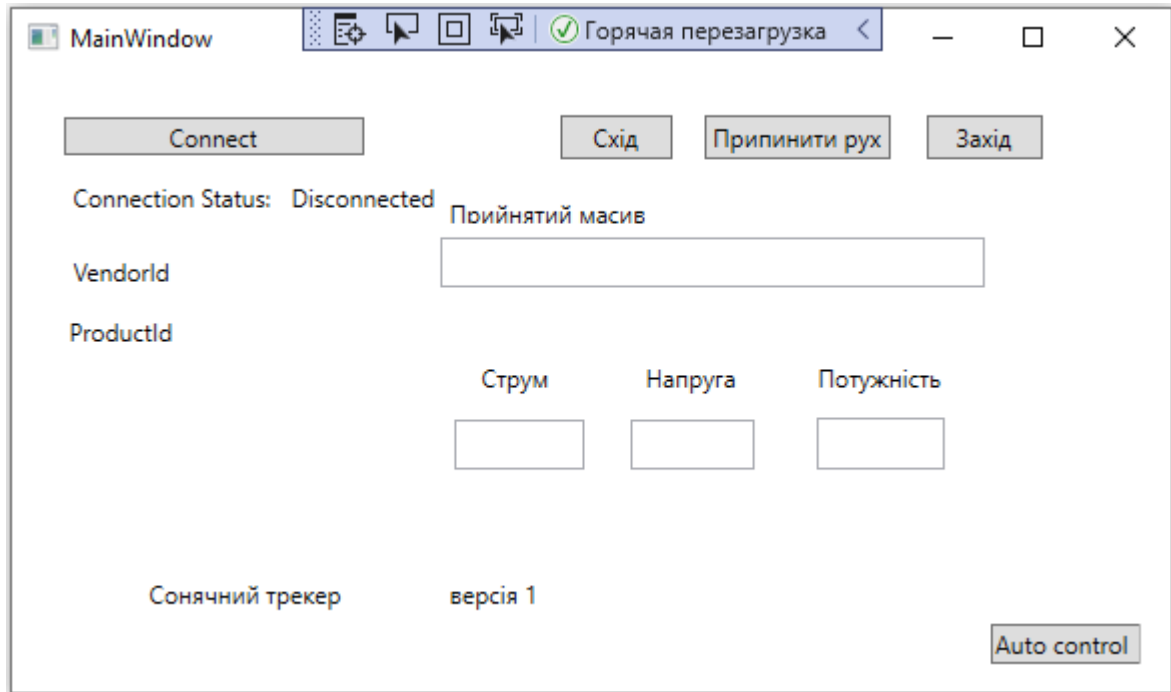 MainWindow Горячая перезагрузка
Connect Схід Припинити рух Захід
Connection Status: Disconnected
Прийнятий масив
VendorId
ProductId
Струм Напруга Потужність
Сонячний трекер версія 1
Auto control